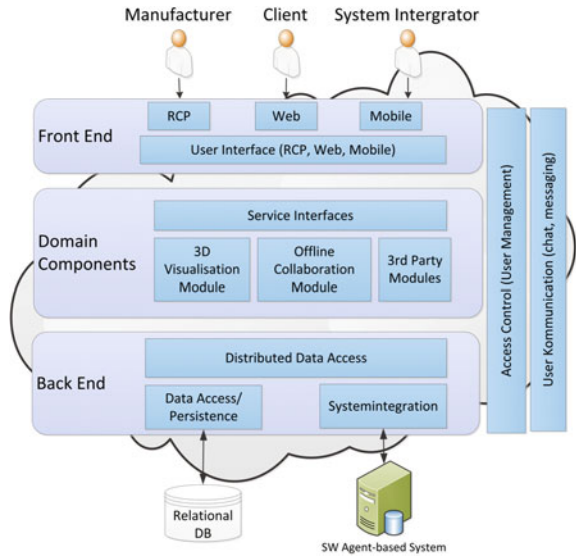 Manufacturer
Client
System Intergrator
Front End
RCP
Web
Mobile
User Interface (RCP, Web, Mobile)
Domain
Components
Service Interfaces
3D
Visualisation
Module
Offline
Collaboration
Module
3rd Party
Modules
Back End
Distributed Data Access
Data Access/
Persistence
Systemintegration
Access Control (User Management)
User Kommunication (chat, messaging)
Relational
DB
SW Agent-based System